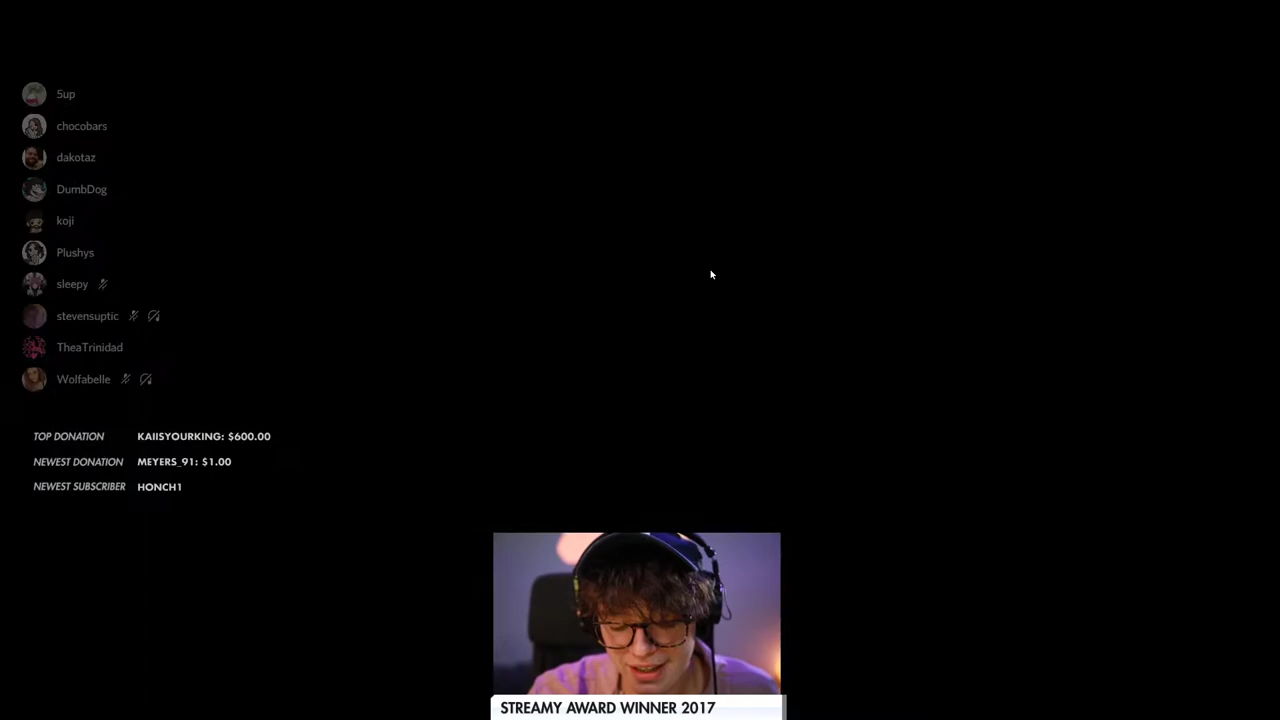 5up
chocobars
dakotaz
DumbDog
koji
Plushys
sleepy
stevensuptic
TheaTrinidad
Wolfabelle
TOP DONATION KAIISYOURKING: $600.00
NEWEST DONATION MEYERS_91: $1.00
NEWEST SUBSCRIBER HONCH1
STREAMY AWARD WINNER 2017